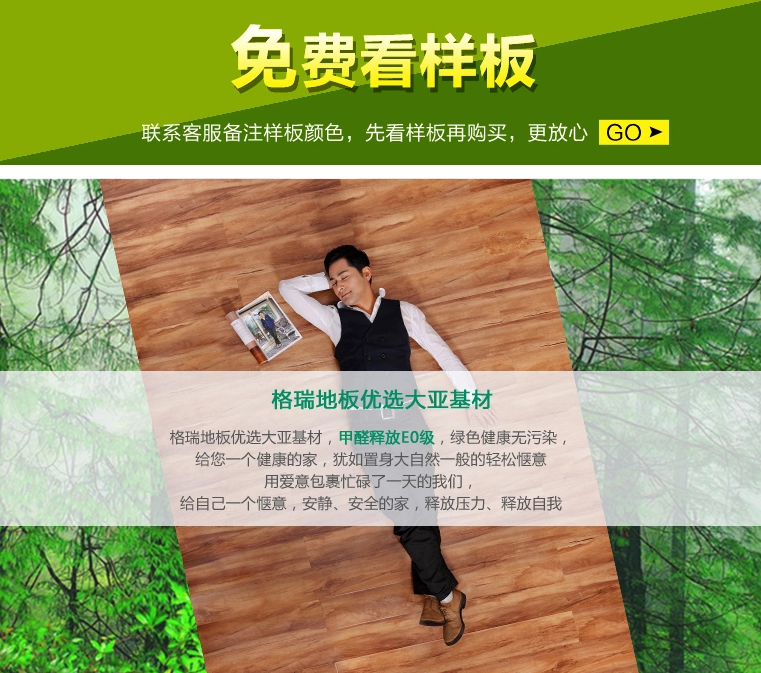 免费看样板
联系客服备注样板颜色，先看样板再购买，更放心 GO
格瑞地板优选大亚基材
格瑞地板优选大亚基材，甲醛释放E0级，绿色健康无污染，
给您一个健康的家，犹如置身大自然一般的轻松惬意
用爱意包裹忙碌了一天的我们，
给自己一个惬意，安静、安全的家，释放压力、释放自我